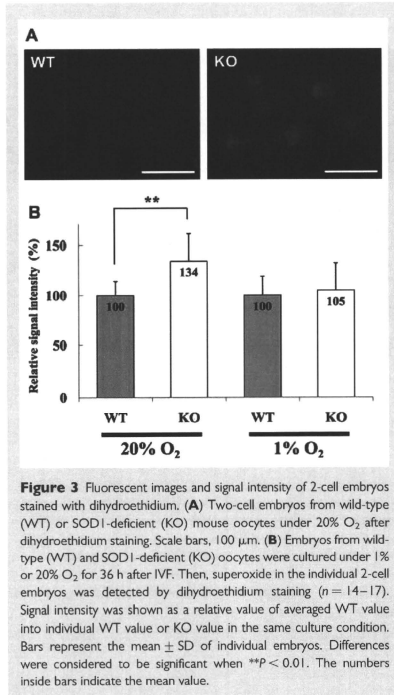 A
WT
KO
B
**
Relative signal intensity (%)
150
100
50
0
100
134
100
105
WT KO WT KO
20% O₂ 1% O₂
Figure 3 Fluorescent images and signal intensity of 2-cell embryos
stained with dihydroethidium. (A) Two-cell embryos from wild-type
(WT) or SOD1-deficient (KO) mouse oocytes under 20% O₂ after
dihydroethidium staining. Scale bars, 100 μm. (B) Embryos from wild-
type (WT) and SOD1-deficient (KO) oocytes were cultured under 1%
or 20% O₂ for 36 h after IVF. Then, superoxide in the individual 2-cell
embryos was detected by dihydroethidium staining (n = 14–17).
Signal intensity was shown as a relative value of averaged WT value
into individual WT value or KO value in the same culture condition.
Bars represent the mean ± SD of individual embryos. Differences
were considered to be significant when **P < 0.01. The numbers
inside bars indicate the mean value.